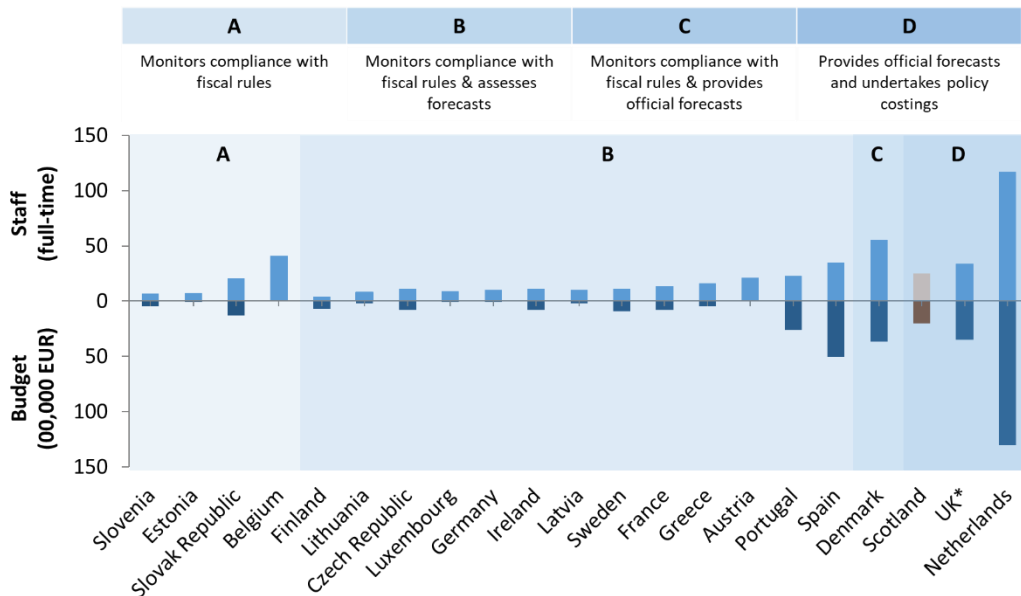 A B C D
Monitors compliance with fiscal rules
Monitors compliance with fiscal rules & assesses forecasts
Monitors compliance with fiscal rules & provides official forecasts
Provides official forecasts and undertakes policy costings
A B C D
Staff
(full-time)
Budget
(00,000 EUR)
150
100
50
0
50
100
150
Slovenia
Estonia
Slovak Republic
Belgium
Finland
Lithuania
Czech Republic
Luxembourg
Germany
Ireland
Latvia
Sweden
France
Greece
Austria
Portugal
Spain
Denmark
Scotland
UK*
Netherlands